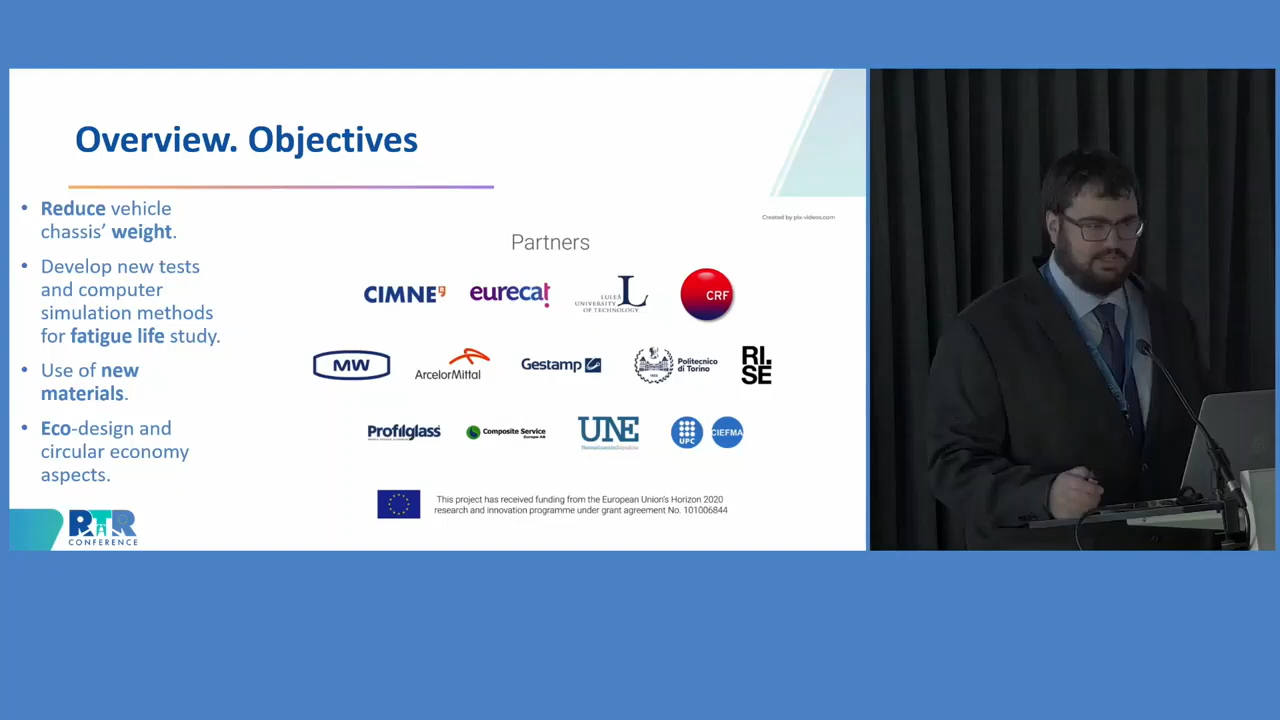 Overview. Objectives
• Reduce vehicle
chassis’ weight.
• Develop new tests
and computer
simulation methods
for fatigue life study.
• Use of new
materials.
• Eco-design and
circular economy
aspects.
Created by pix-videos.com
Partners
CIMNE
eurecat
LULEÅ
UNIVERSITY
OF TECHNOLOGY
L
CRF
MW
ArcelorMittal
Gestamp
Politecnico
di Torino
RI.
SE
Profilglass
Composite Service
Europe AB
UNE
UPC
CIEFMA
This project has received funding from the European Union's Horizon 2020
research and innovation programme under grant agreement No. 101006844
RTR
CONFERENCE